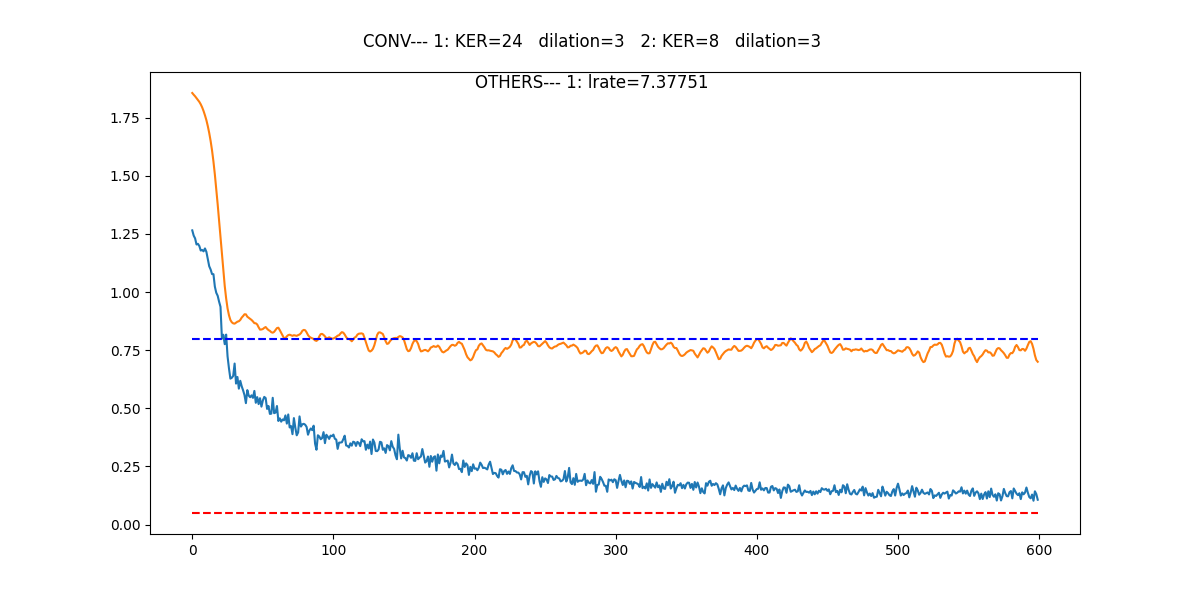 CONV--- 1: KER=24   dilation=3   2: KER=8   dilation=3
OTHERS--- 1: lrate=7.37751
1.75
1.50
1.25
1.00
0.75
0.50
0.25
0.00
0 100 200 300 400 500 600